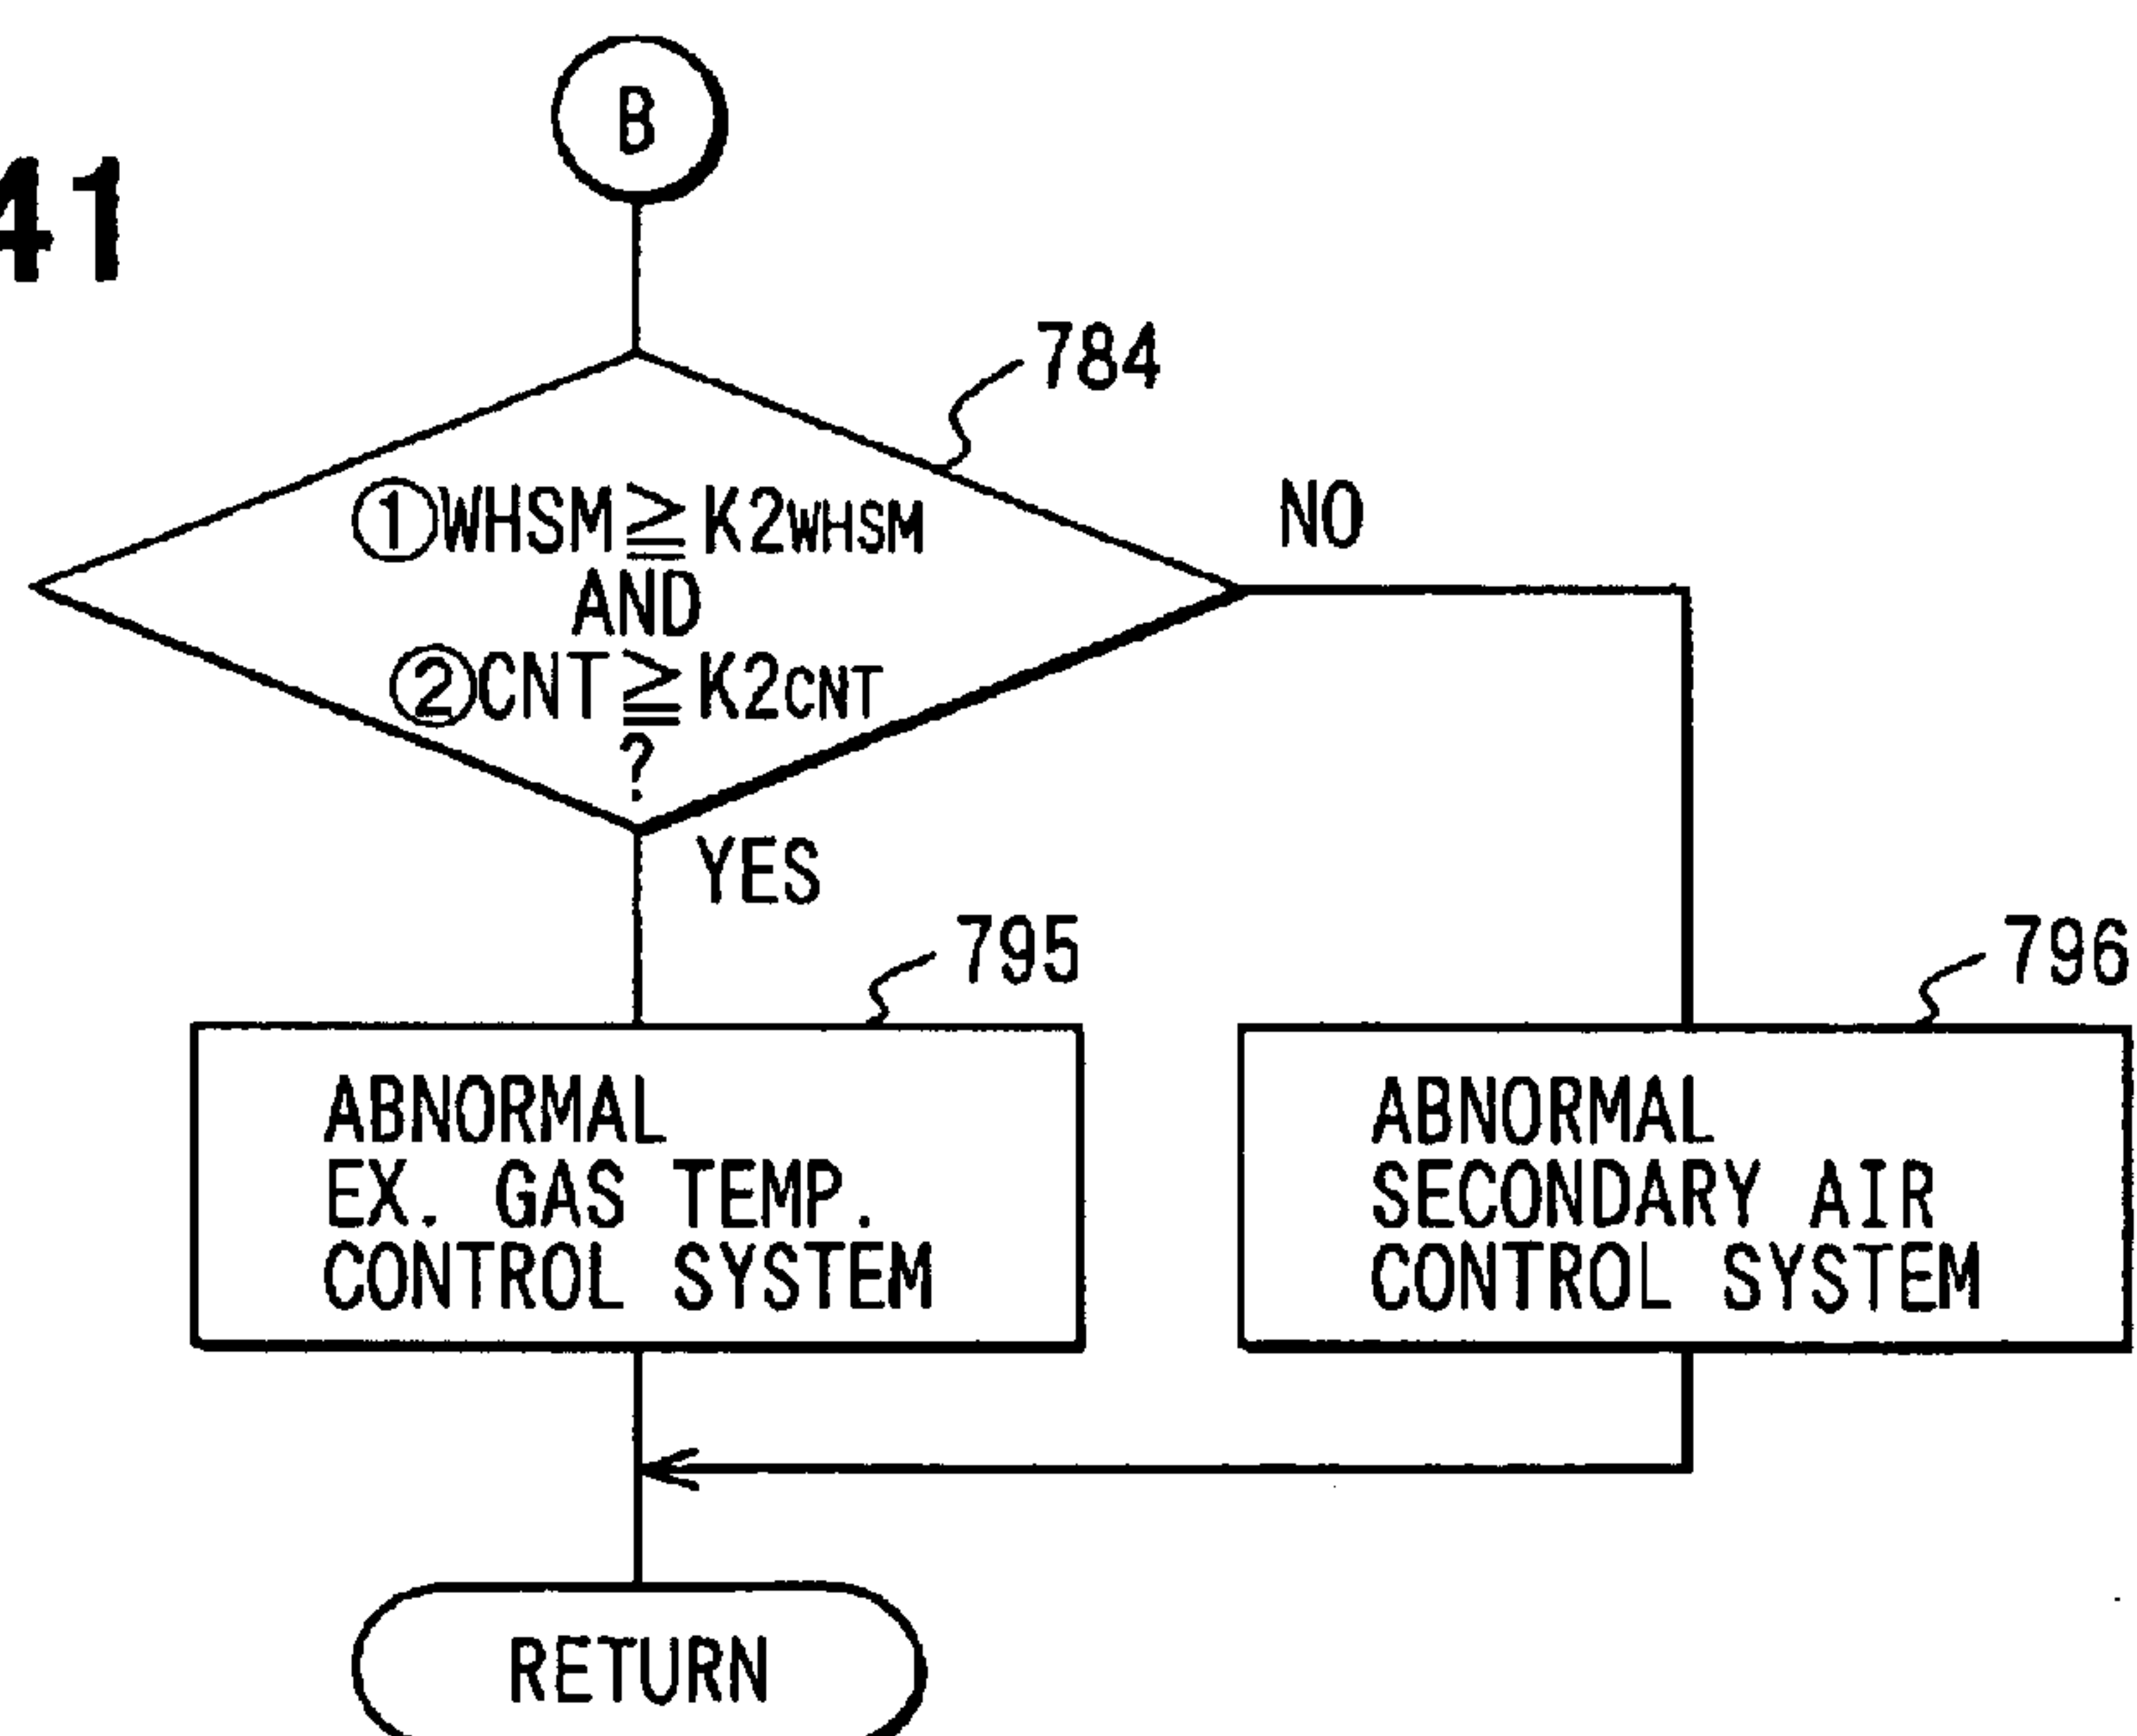 B
41
784
①WHSM≧K2WHSM
NO
AND
②CNT≧K2CNT
?
YES
795
796
ABNORMAL
EX. GAS TEMP.
CONTROL SYSTEM
ABNORMAL
SECONDARY AIR
CONTROL SYSTEM
RETURN